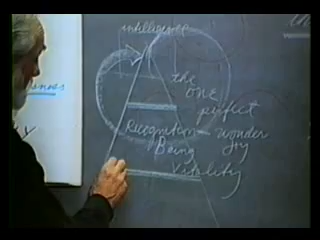 intelligence
the
ONE
perfect
Recognition — wonder
Being joy
Vitality